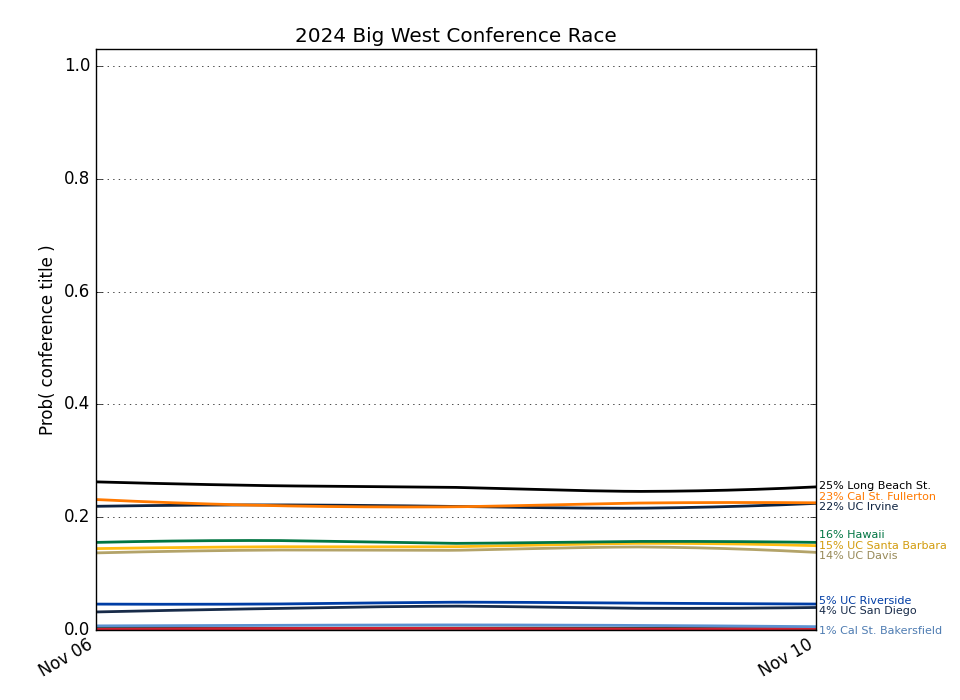 2024 Big West Conference Race
Prob( conference title )
1.0
0.8
0.6
0.4
0.2
0.0
Nov 06
Nov 10
25% Long Beach St.
23% Cal St. Fullerton
22% UC Irvine
16% Hawaii
15% UC Santa Barbara
14% UC Davis
5% UC Riverside
4% UC San Diego
1% Cal St. Bakersfield